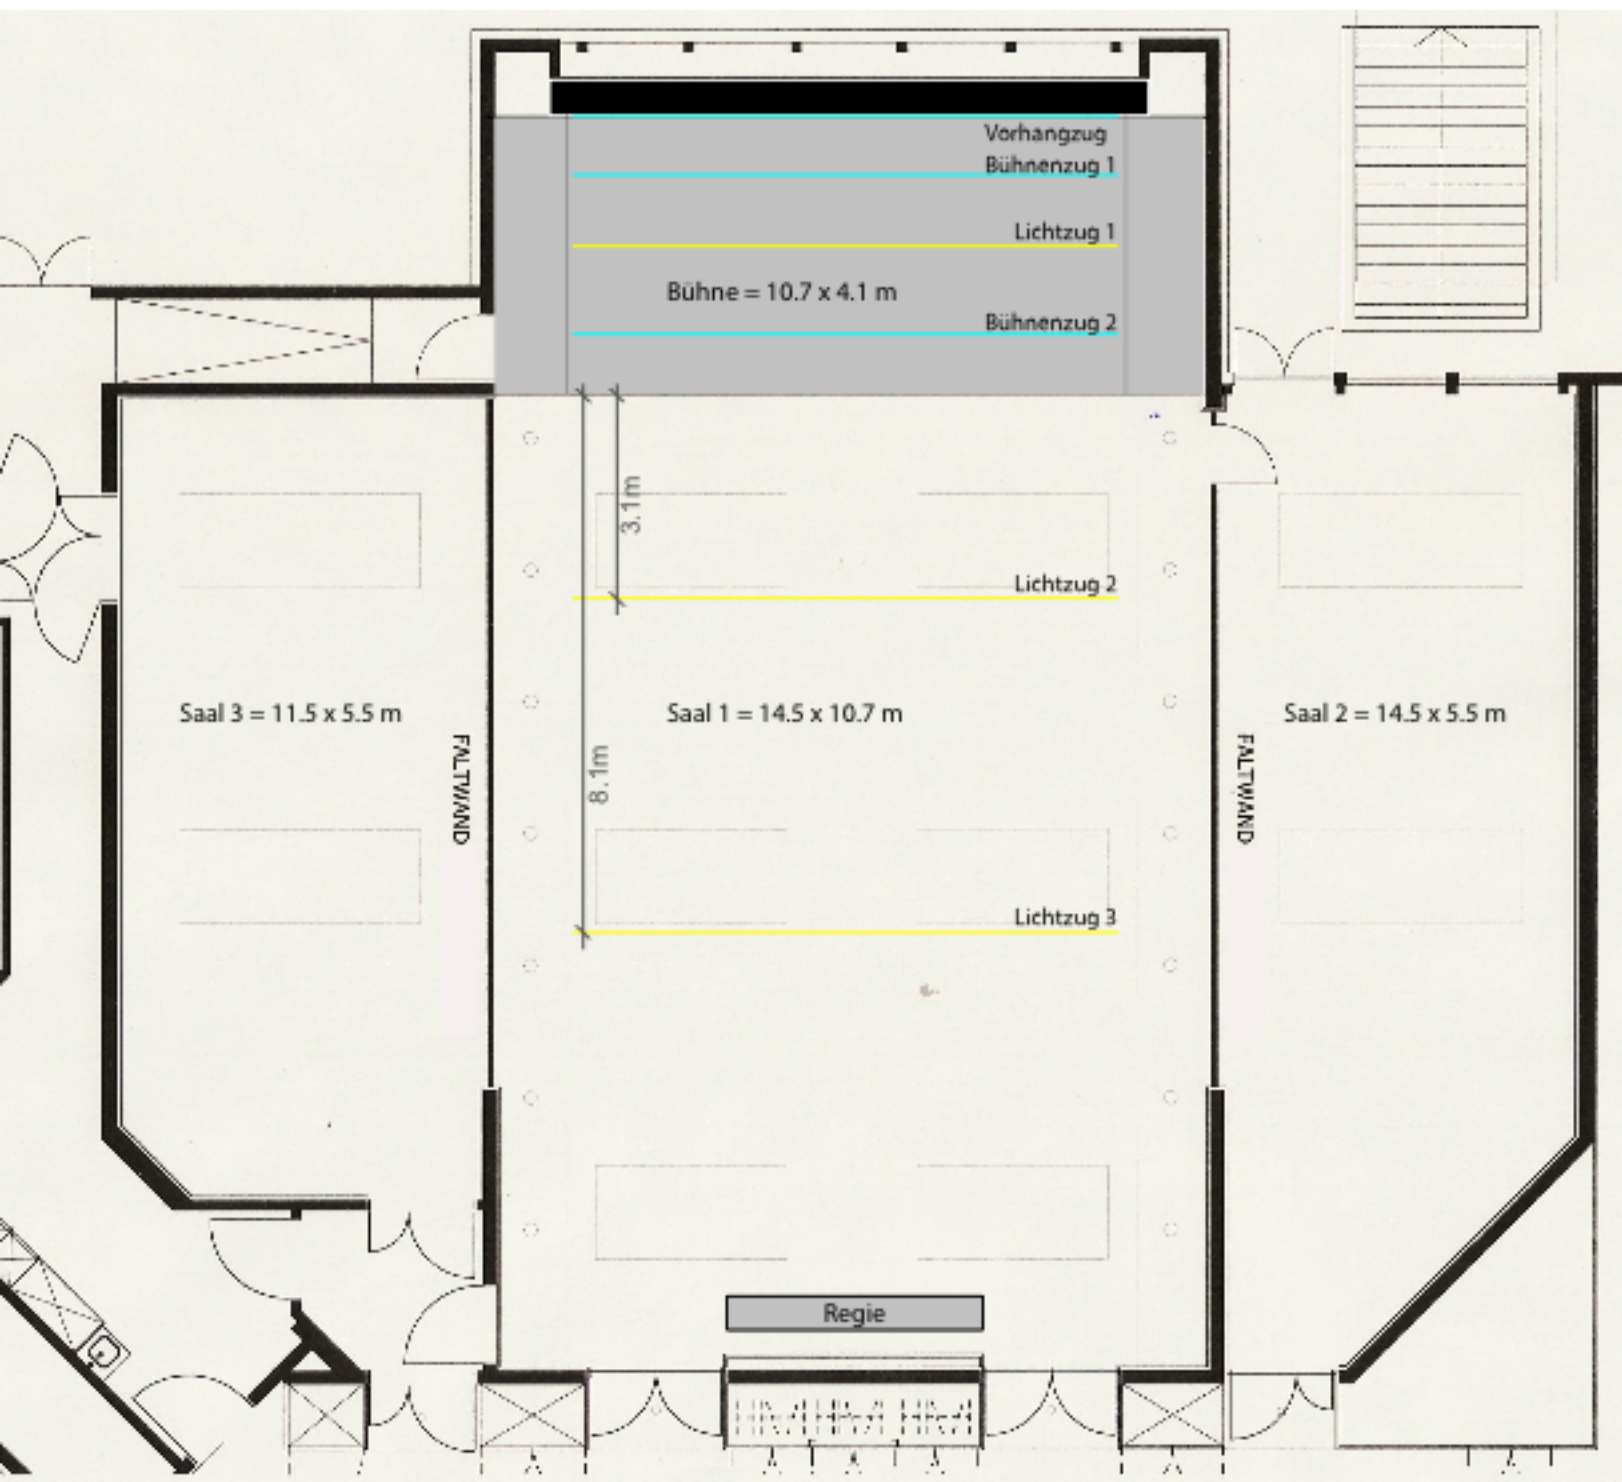 Vorhangzug
Bühnenzug 1
Lichtzug 1
Bühne = 10.7 x 4.1 m
Bühnenzug 2
3.1m
Lichtzug 2
Saal 3 = 11.5 x 5.5 m
Saal 1 = 14.5 x 10.7 m
Saal 2 = 14.5 x 5.5 m
FALTWAND
8.1m
FALTWAND
Lichtzug 3
Regie